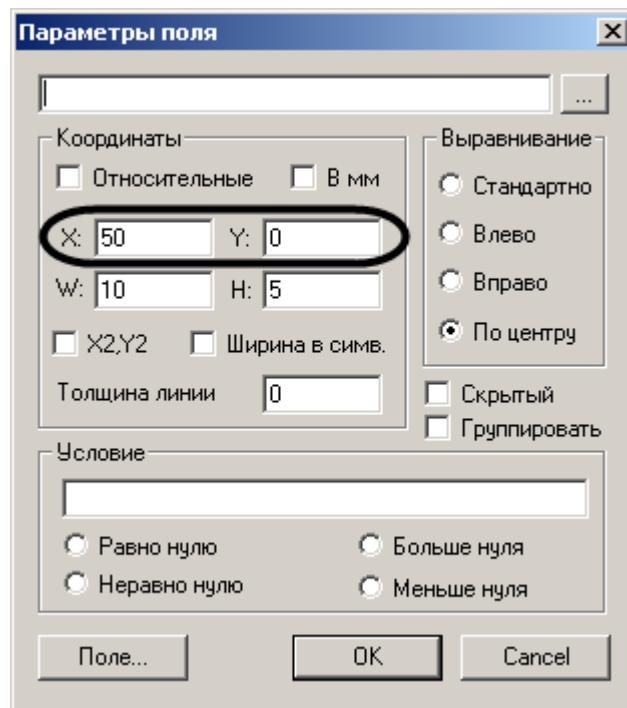 Параметры поля
...
Координаты
Выравнивание
Относительные В мм
Стандартно
X: 50 Y: 0
Влево
W: 10 H: 5
Вправо
X2,Y2 Ширина в симв.
По центру
Толщина линии 0
Скрытый
Группировать
Условие
Равно нулю Больше нуля
Неравно нулю Меньше нуля
Поле... OK Cancel